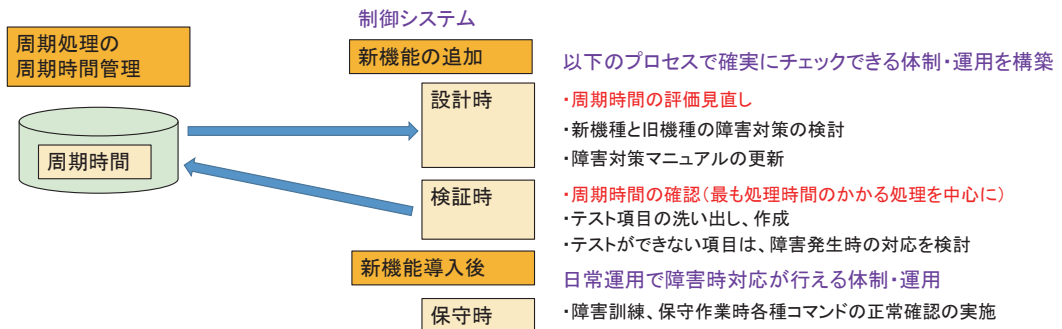 制御システム
周期処理の
周期時間管理
新機能の追加
以下のプロセスで確実にチェックできる体制・運用を構築
設計時
・周期時間の評価見直し
・新機種と旧機種の障害対策の検討
・障害対策マニュアルの更新
周期時間
検証時
・周期時間の確認(最も処理時間のかかる処理を中心に)
・テスト項目の洗い出し、作成
・テストができない項目は、障害発生時の対応を検討
新機能導入後
日常運用で障害時対応が行える体制・運用
保守時
・障害訓練、保守作業時各種コマンドの正常確認の実施